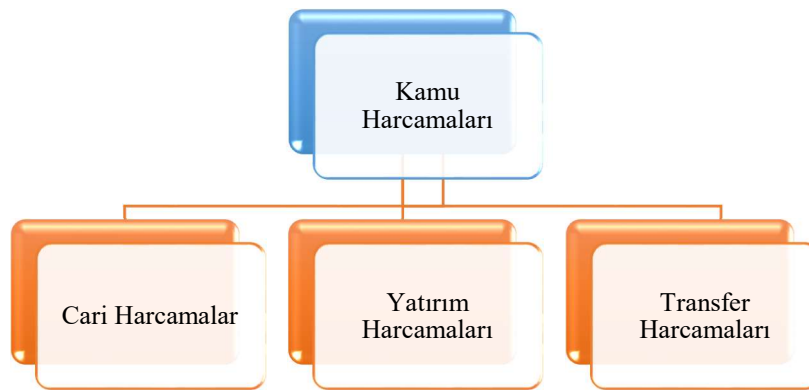 Kamu
Harcamaları
Cari Harcamalar
Yatırım
Harcamaları
Transfer
Harcamaları